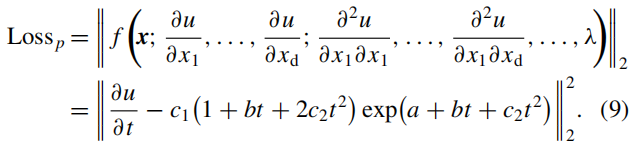 Loss_p = ‖ f ( x; ∂u/∂x_1 , . . . , ∂u/∂x_d ; ∂²u/∂x_1∂x_1 , . . . , ∂²u/∂x_1∂x_d , . . . , λ ) ‖_2
= ‖ ∂u/∂t − c_1(1 + bt + 2c_2t²) exp(a + bt + c_2t²) ‖_2^2 . (9)